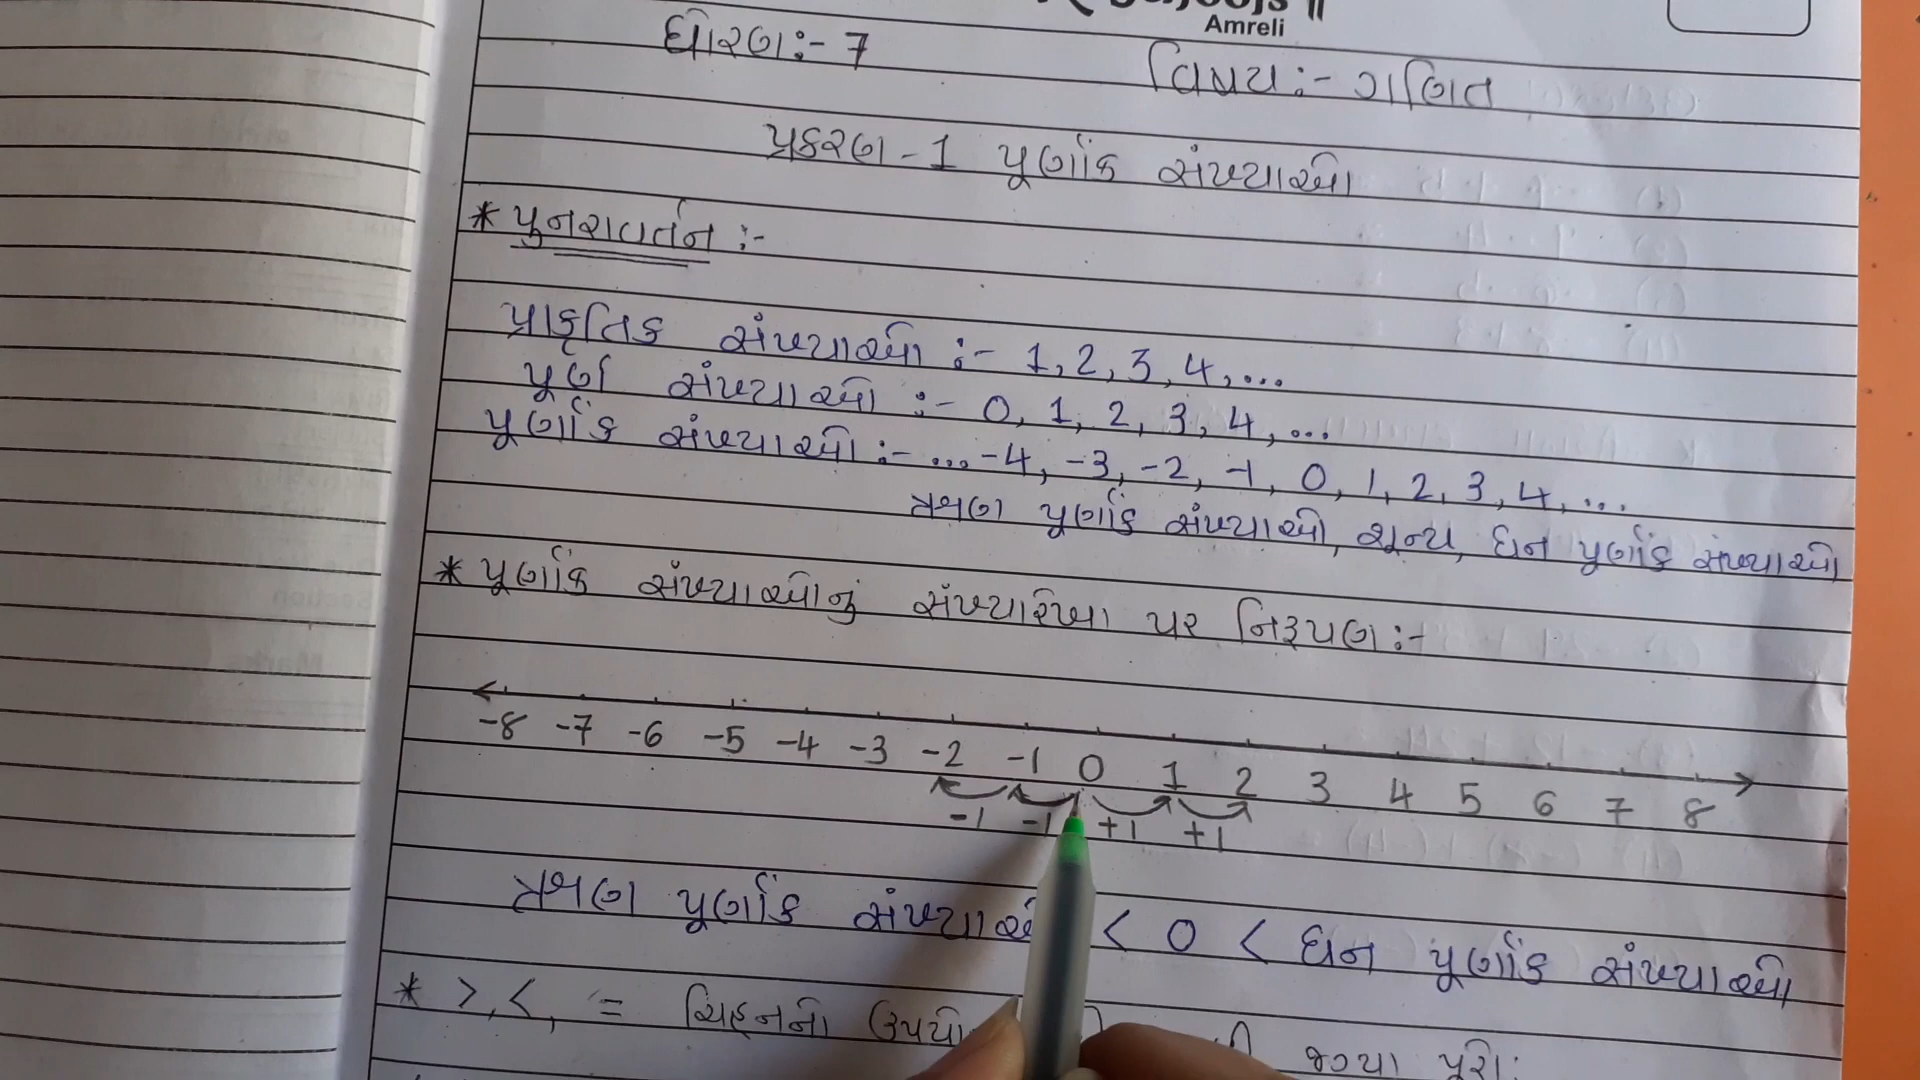 Amreli
ધોરણ:- 7
વિષય:- ગણિત
પ્રકરણ - 1 પૂર્ણાંક સંખ્યાઓ
* પુનરાવર્તન :-
પ્રાકૃતિક સંખ્યાઓ :- 1, 2, 3, 4, ...
પૂર્ણ સંખ્યાઓ :- 0, 1, 2, 3, 4, ...
પૂર્ણાંક સંખ્યાઓ :- ... -4, -3, -2, -1, 0, 1, 2, 3, 4, ...
ઋણ પૂર્ણાંક સંખ્યાઓ, શૂન્ય, ધન પૂર્ણાંક સંખ્યાઓ
* પૂર્ણાંક સંખ્યાઓનું સંખ્યારેખા પર નિરૂપણ :-
-8 -7 -6 -5 -4 -3 -2 -1 0 1 2 3 4 5 6 7 8
-1 -1 +1 +1
ઋણ પૂર્ણાંક સંખ્યાઓ < 0 < ધન પૂર્ણાંક સંખ્યાઓ
* >, <, = ચિહ્નનો જગ્યા પૂરો: